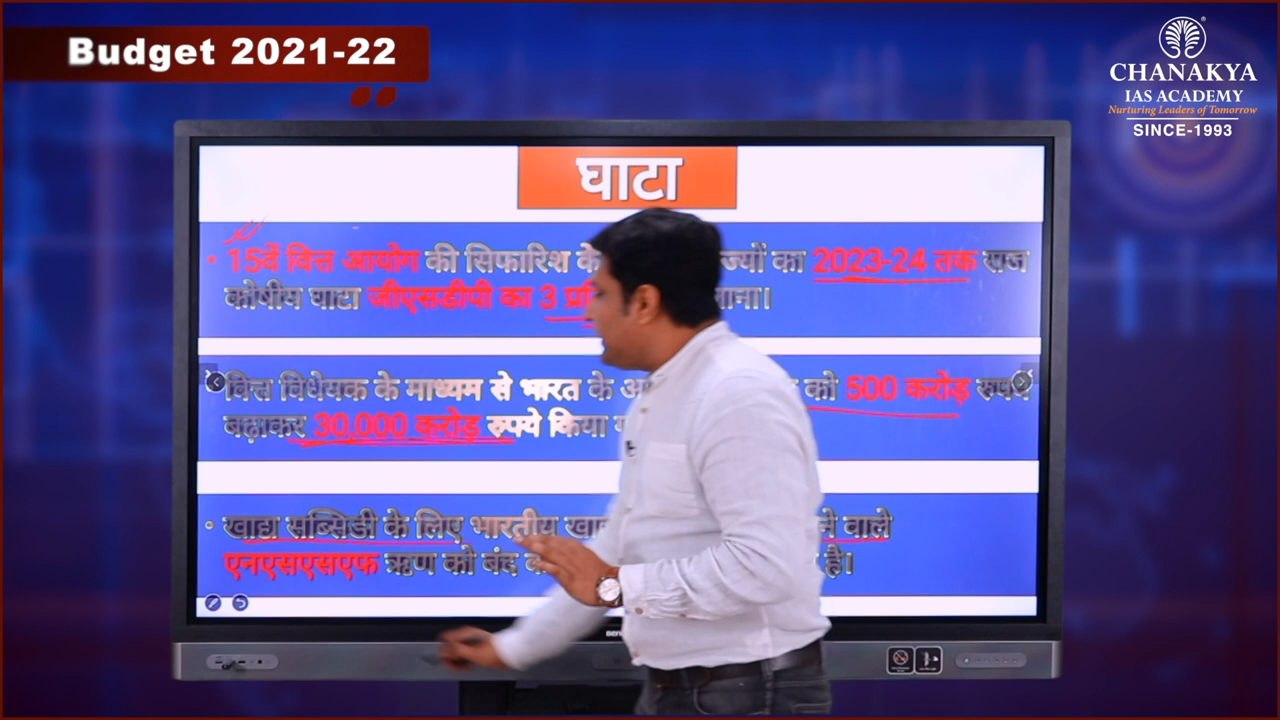 Budget 2021-22
CHANAKYA
IAS ACADEMY
Nurturing Leaders of Tomorrow
SINCE-1993
घाटा
• 15वें वित्त आयोग की सिफारिश के का 2023-24 तक राज
कोषीय घाटा जीएसडीपी का 3
वित्त विधेयक के माध्यम से भारत के को 500 करोड़ रुपये
बढ़ाकर 30,000 करोड़ रुपये किया
• खाद्य सब्सिडी के लिए भारतीय वाले
एनएसएसएफ ऋण को बंद है।